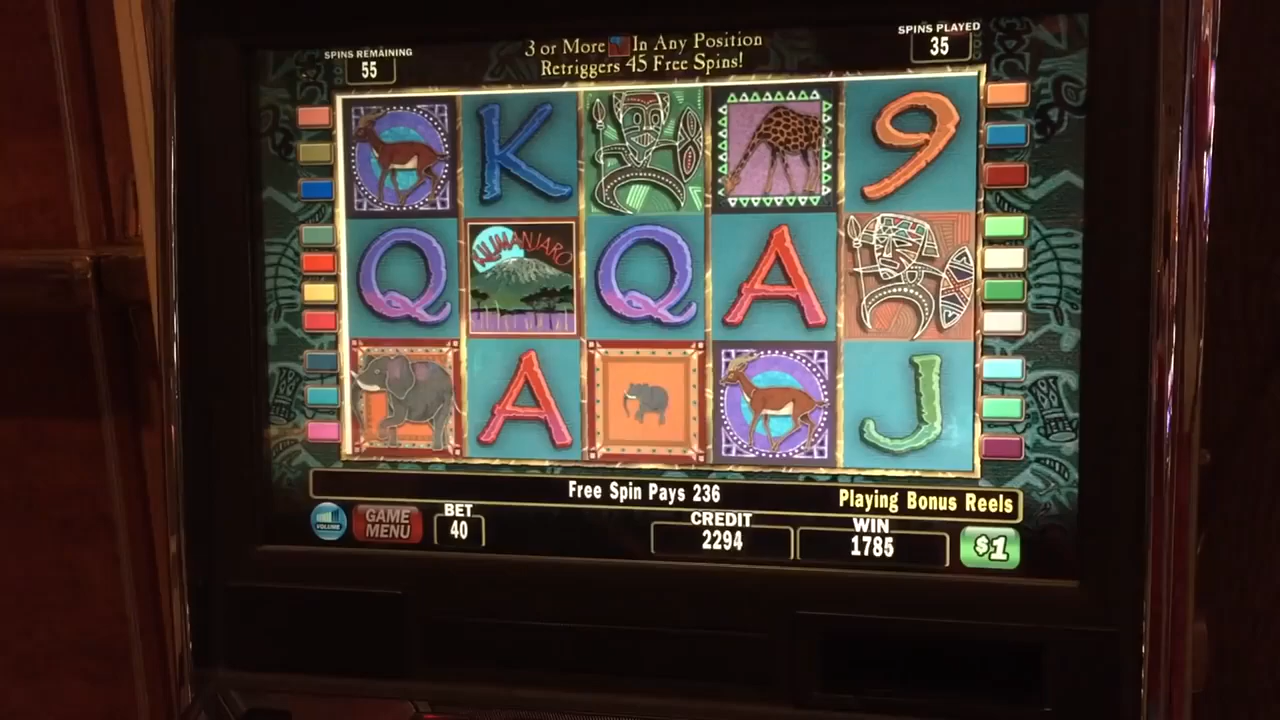 SPINS REMAINING
55
3 or More In Any Position
Retriggers 45 Free Spins!
SPINS PLAYED
35
K
9
Q
KILIMANJARO
Q
A
A
J
Free Spin Pays 236
Playing Bonus Reels
VOLUME
GAME
MENU
BET
40
CREDIT
2294
WIN
1785
$1